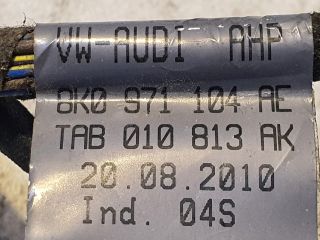 VW-AUDI AHP
8K0 971 104 AE
TAB 010 813 AK
20.08.2010
Ind. 04S